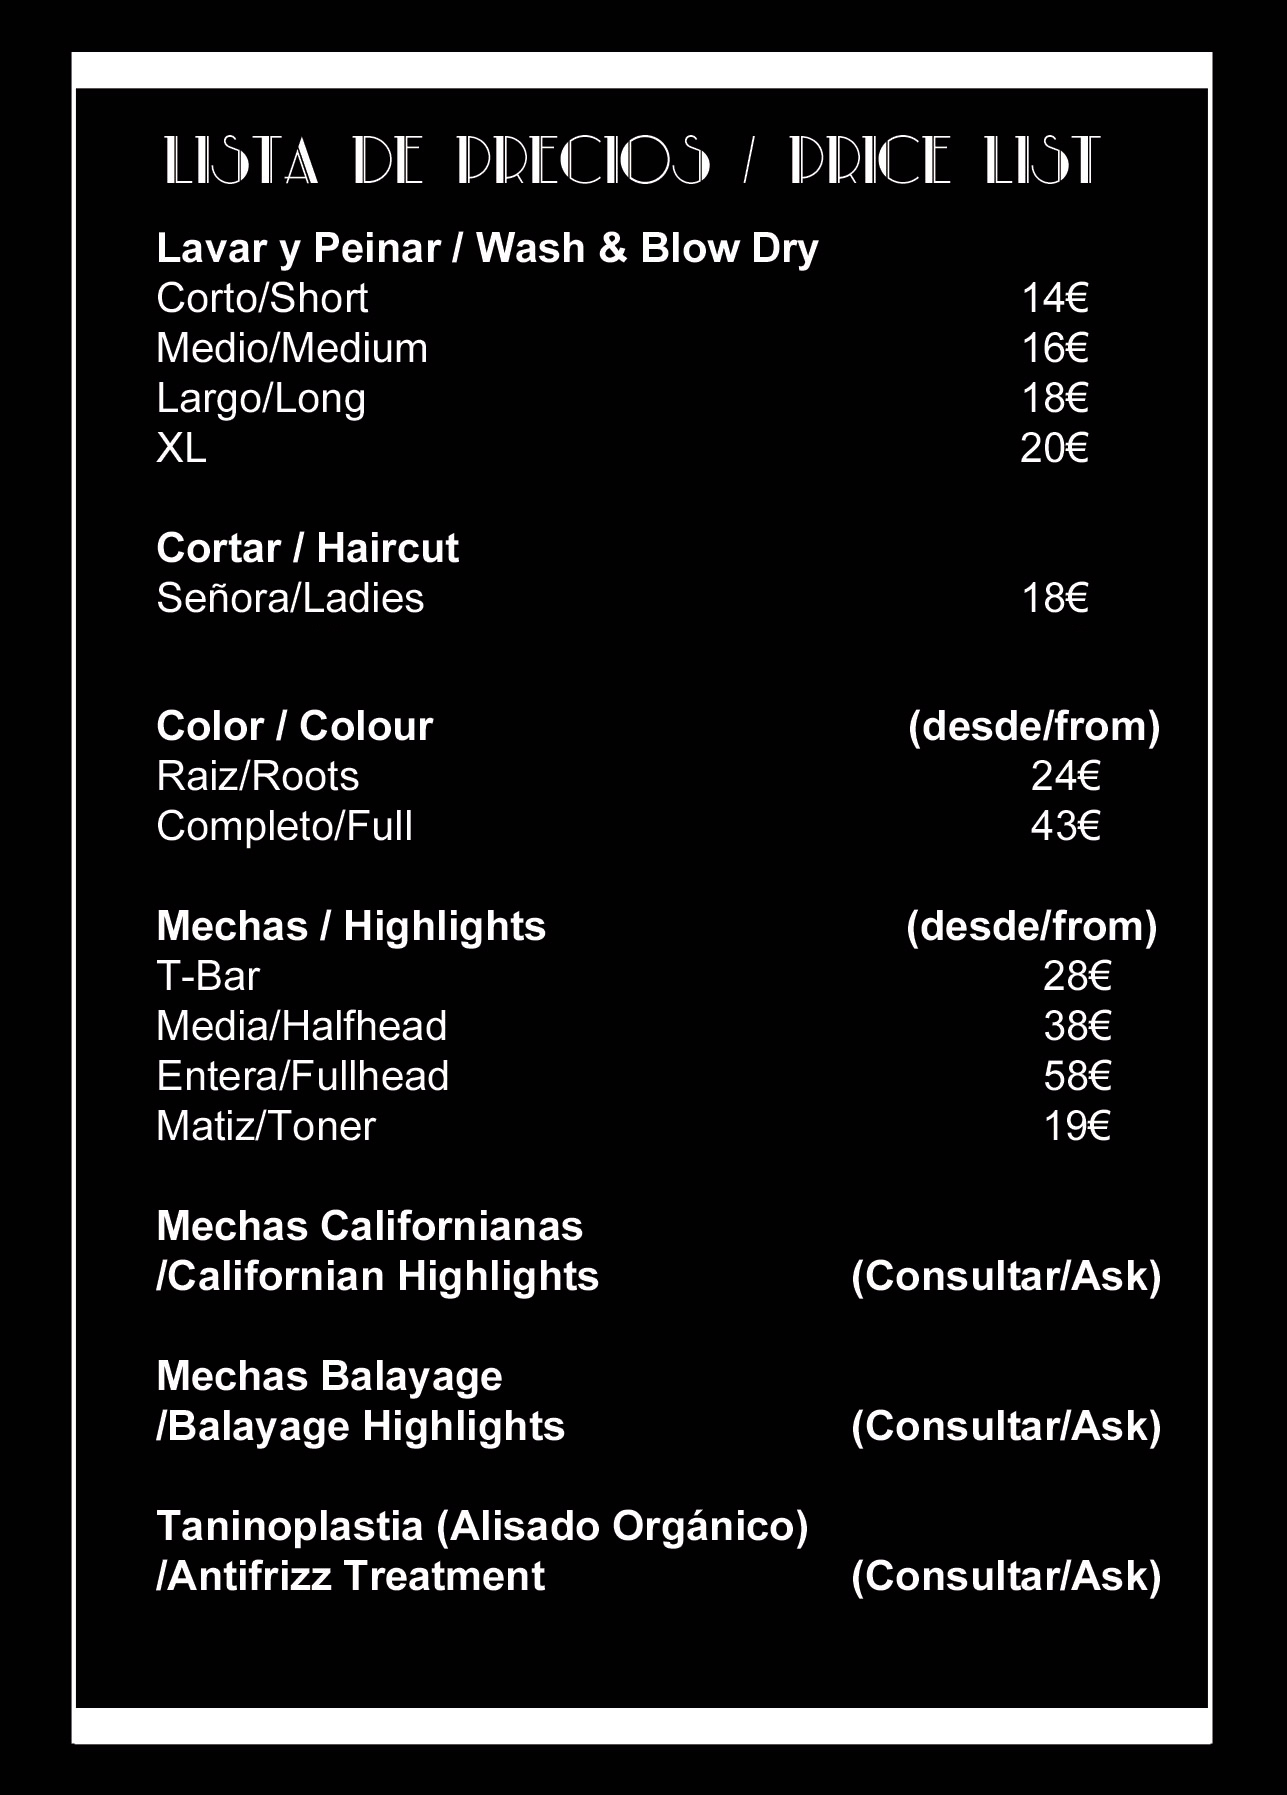 LISTA DE PRECIOS / PRICE LIST
Lavar y Peinar / Wash & Blow Dry
Corto/Short 14€
Medio/Medium 16€
Largo/Long 18€
XL 20€
Cortar / Haircut
Señora/Ladies 18€
Color / Colour (desde/from)
Raiz/Roots 24€
Completo/Full 43€
Mechas / Highlights (desde/from)
T-Bar 28€
Media/Halfhead 38€
Entera/Fullhead 58€
Matiz/Toner 19€
Mechas Californianas
/Californian Highlights (Consultar/Ask)
Mechas Balayage
/Balayage Highlights (Consultar/Ask)
Taninoplastia (Alisado Orgánico)
/Antifrizz Treatment (Consultar/Ask)